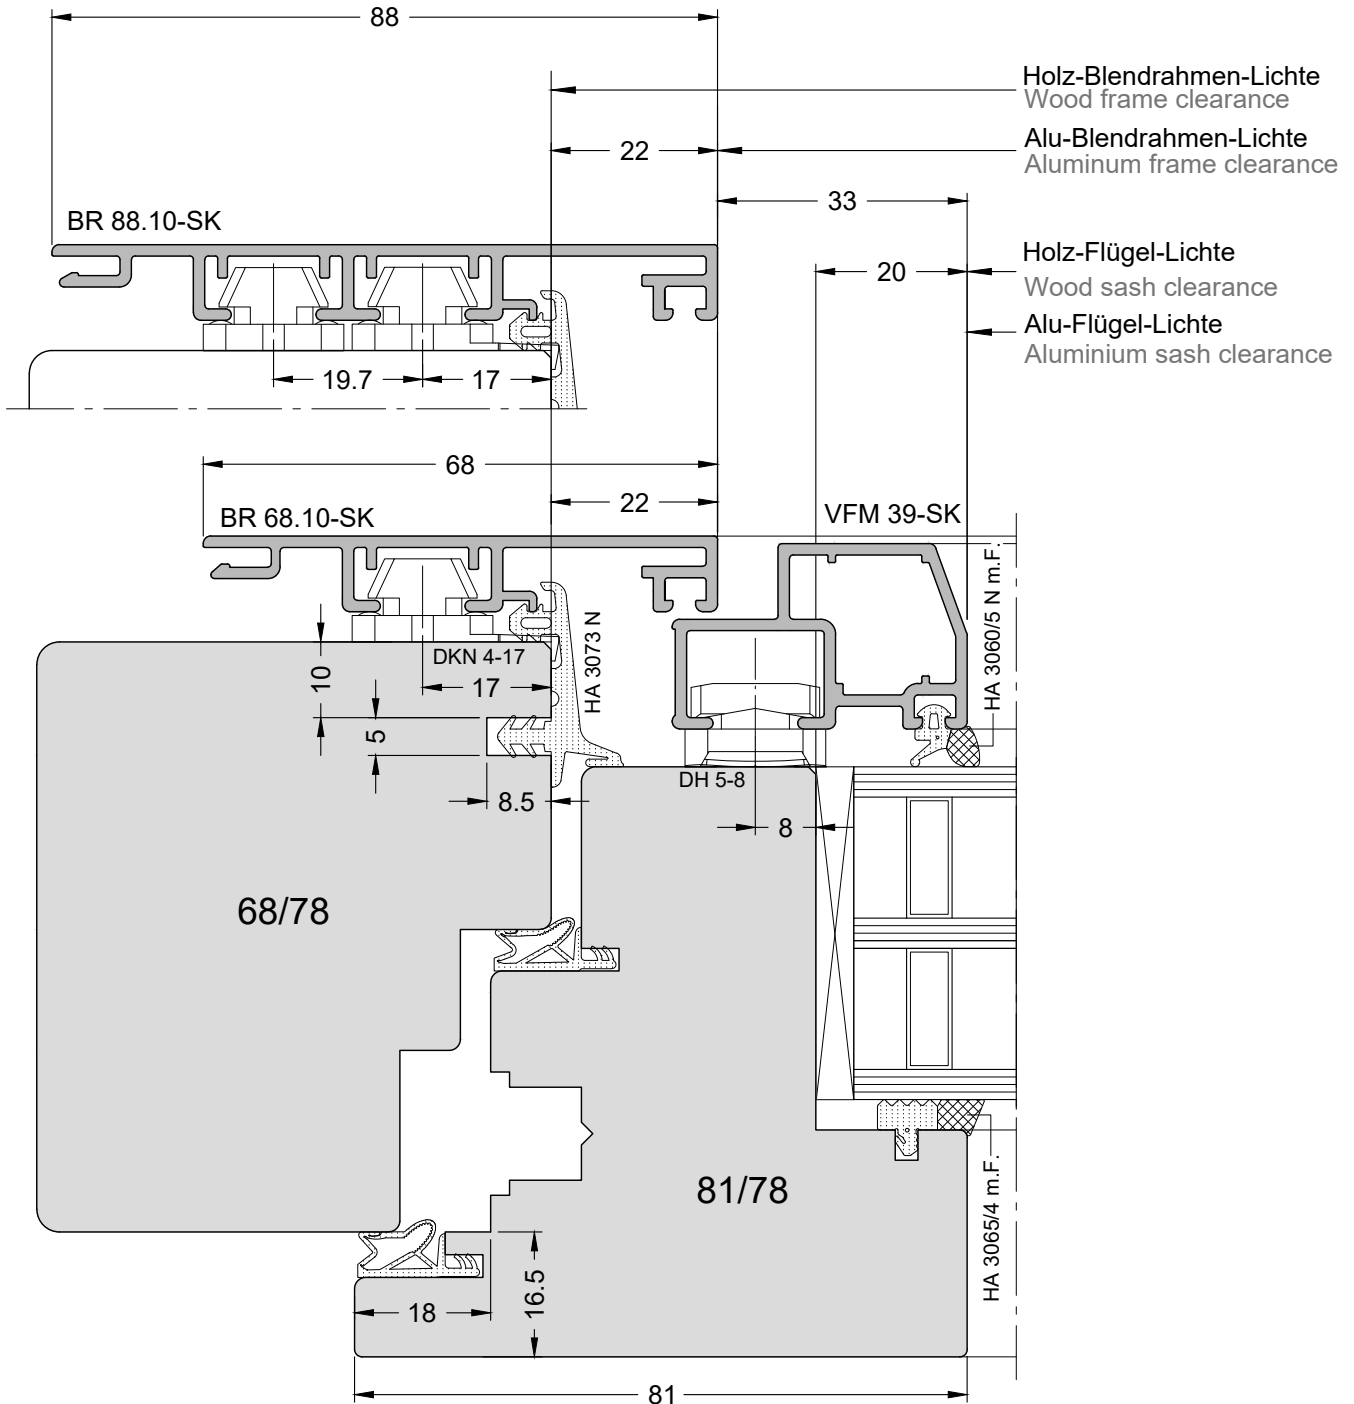 88
Holz-Blendrahmen-Lichte
Wood frame clearance
22
Alu-Blendrahmen-Lichte
Aluminum frame clearance
33
BR 88.10-SK
Holz-Flügel-Lichte
20
Wood sash clearance
Alu-Flügel-Lichte
Aluminium sash clearance
19.7
17
68
22
BR 68.10-SK
VFM 39-SK
HA 3060/5 N m.F.
HA 3073 N
DKN 4-17
10
17
5
DH 5-8
8.5
8
68/78
81/78
HA 3065/4 m.F.
16.5
18
81